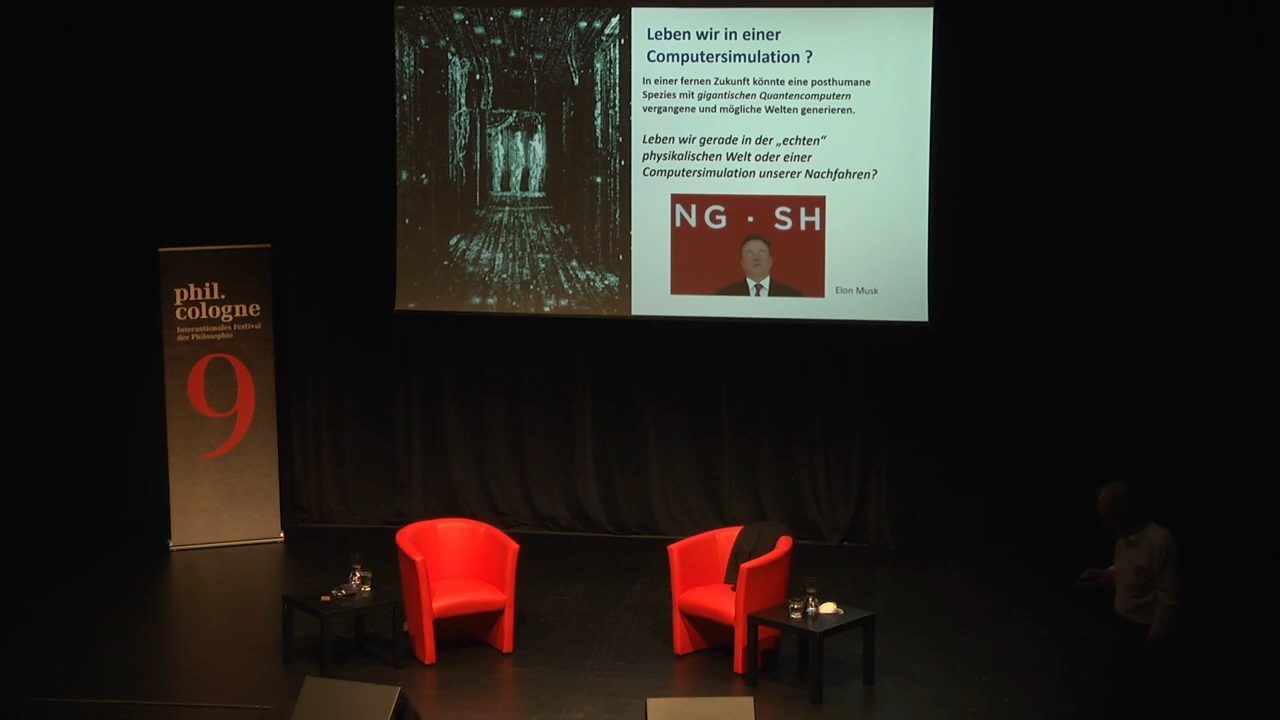 phil.
cologne
Internationales Festival
der Philosophie
9
Leben wir in einer
Computersimulation ?
In einer fernen Zukunft könnte eine posthumane
Spezies mit gigantischen Quantencomputern
vergangene und mögliche Welten generieren.
Leben wir gerade in der „echten“
physikalischen Welt oder einer
Computersimulation unserer Nachfahren?
NG · SH
Elon Musk